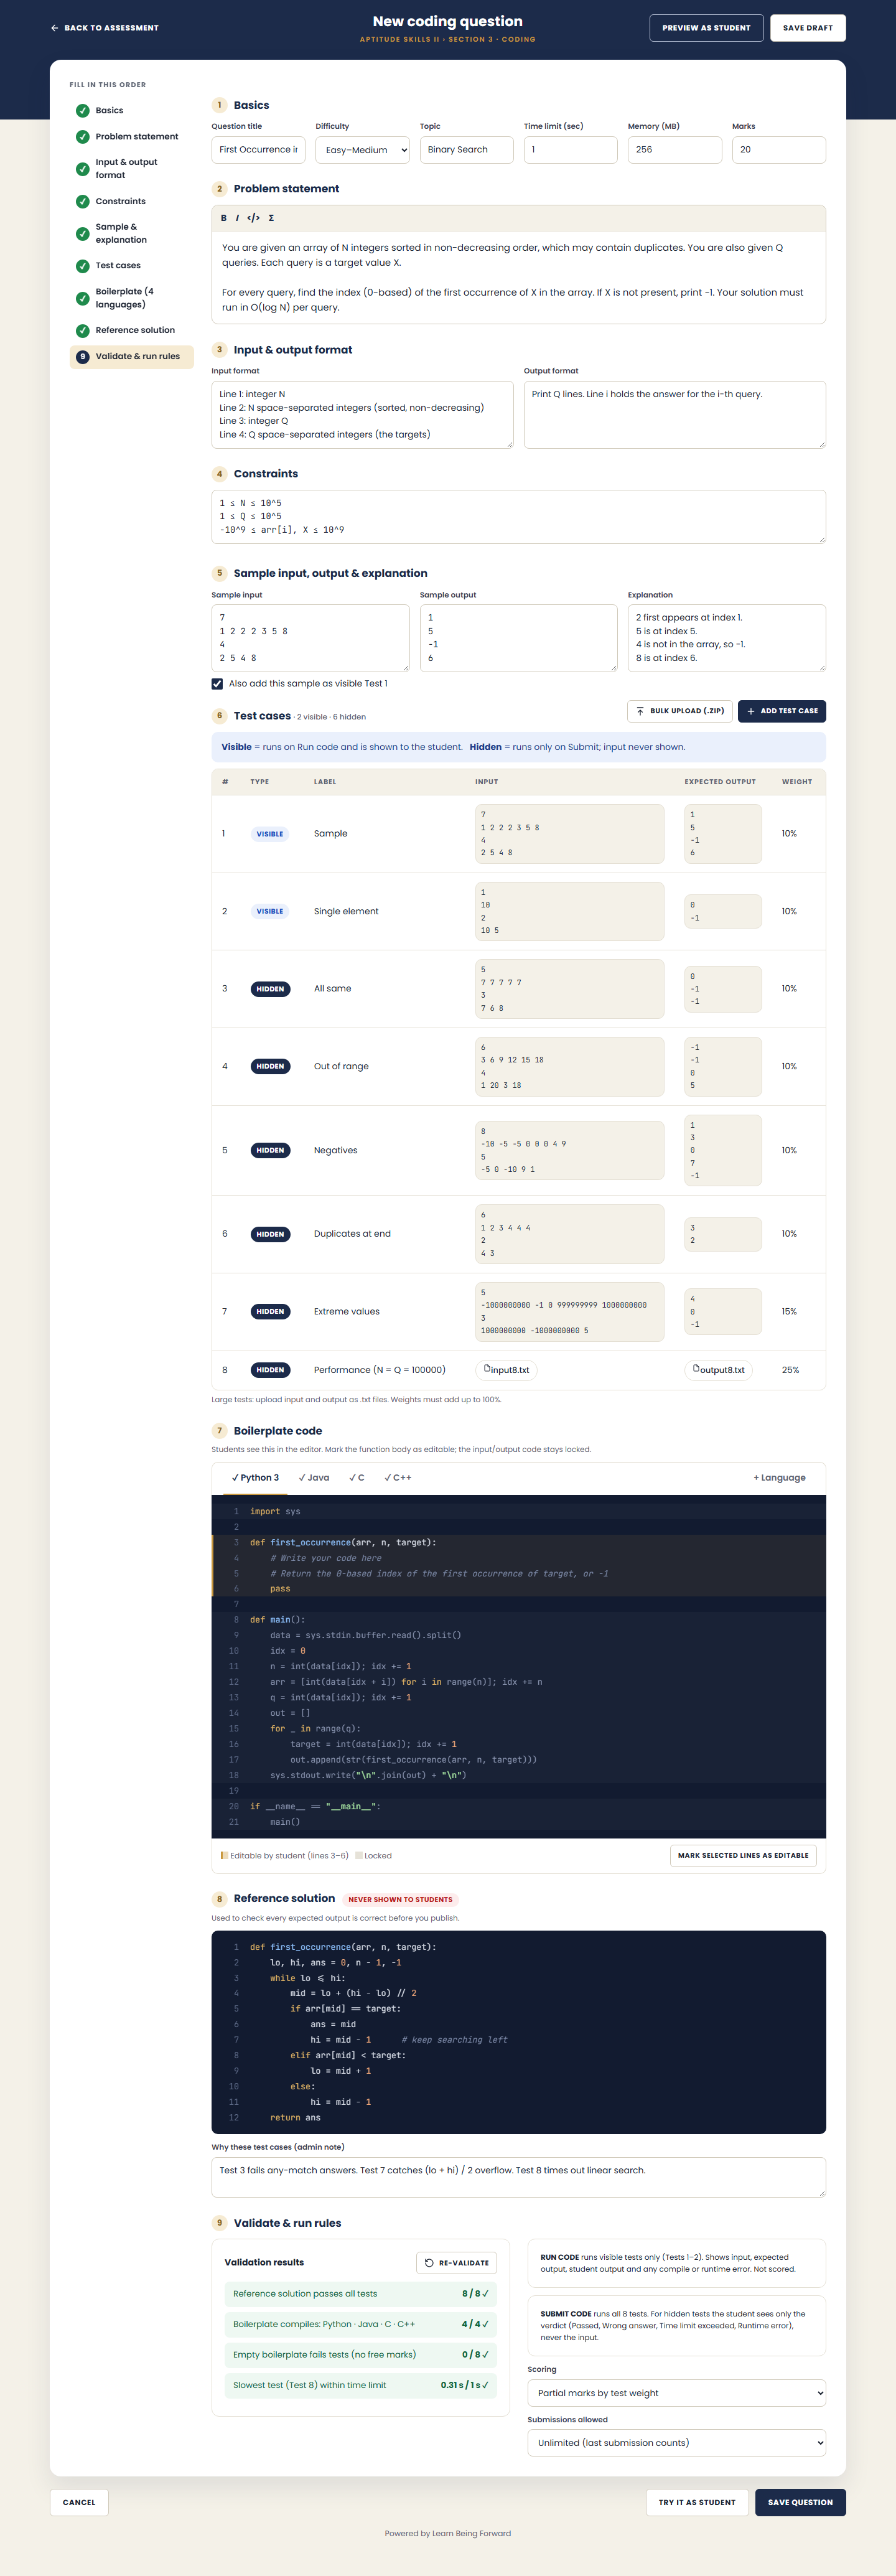 ← BACK TO ASSESSMENT
New coding question
APTITUDE SKILLS II › SECTION 3 · CODING
PREVIEW AS STUDENT
SAVE DRAFT
FILL IN THIS ORDER
✓ Basics
✓ Problem statement
✓ Input & output
format
✓ Constraints
✓ Sample &
explanation
✓ Test cases
✓ Boilerplate (4
languages)
✓ Reference solution
9 Validate & run rules
1 Basics
Question title
Difficulty
Topic
Time limit (sec)
Memory (MB)
Marks
First Occurrence ir
Easy–Medium
Binary Search
1
256
20
2 Problem statement
B I </> Σ
You are given an array of N integers sorted in non-decreasing order, which may contain duplicates. You are also given Q
queries. Each query is a target value X.
For every query, find the index (0-based) of the first occurrence of X in the array. If X is not present, print -1. Your solution must
run in O(log N) per query.
3 Input & output format
Input format
Line 1: integer N
Line 2: N space-separated integers (sorted, non-decreasing)
Line 3: integer Q
Line 4: Q space-separated integers (the targets)
Output format
Print Q lines. Line i holds the answer for the i-th query.
4 Constraints
1 ≤ N ≤ 10^5
1 ≤ Q ≤ 10^5
-10^9 ≤ arr[i], X ≤ 10^9
5 Sample input, output & explanation
Sample input
7
1 2 2 2 3 5 8
4
2 5 4 8
Sample output
1
5
-1
6
Explanation
2 first appears at index 1.
5 is at index 5.
4 is not in the array, so -1.
8 is at index 6.
Also add this sample as visible Test 1
6 Test cases · 2 visible · 6 hidden
BULK UPLOAD (.ZIP)
+ ADD TEST CASE
Visible = runs on Run code and is shown to the student. Hidden = runs only on Submit; input never shown.
# TYPE LABEL INPUT EXPECTED OUTPUT WEIGHT
1 VISIBLE Sample
7
1 2 2 2 3 5 8
4
2 5 4 8
1
5
-1
6
10%
2 VISIBLE Single element
1
10
2
10 5
0
-1
10%
3 HIDDEN All same
5
7 7 7 7 7
3
7 6 8
0
-1
-1
10%
4 HIDDEN Out of range
6
3 6 9 12 15 18
4
1 20 3 18
-1
-1
0
5
10%
5 HIDDEN Negatives
8
-10 -5 -5 0 0 0 4 9
5
-5 0 -10 9 1
1
3
0
7
-1
10%
6 HIDDEN Duplicates at end
6
1 2 3 4 4 4
2
4 3
3
2
10%
7 HIDDEN Extreme values
5
-1000000000 -1 0 999999999 1000000000
3
1000000000 -1000000000 5
4
0
-1
15%
8 HIDDEN Performance (N = Q = 100000) input8.txt output8.txt 25%
Large tests: upload input and output as .txt files. Weights must add up to 100%.
7 Boilerplate code
Students see this in the editor. Mark the function body as editable; the input/output code stays locked.
✓ Python 3 ✓ Java ✓ C ✓ C++ + Language
1 import sys
2
3 def first_occurrence(arr, n, target):
4     # Write your code here
5     # Return the 0-based index of the first occurrence of target, or -1
6     pass
7
8 def main():
9     data = sys.stdin.buffer.read().split()
10     idx = 0
11     n = int(data[idx]); idx += 1
12     arr = [int(data[idx + i]) for i in range(n)]; idx += n
13     q = int(data[idx]); idx += 1
14     out = []
15     for _ in range(q):
16         target = int(data[idx]); idx += 1
17         out.append(str(first_occurrence(arr, n, target)))
18     sys.stdout.write("\n".join(out) + "\n")
19
20 if __name__ == "__main__":
21     main()
Editable by student (lines 3–6) Locked
MARK SELECTED LINES AS EDITABLE
8 Reference solution NEVER SHOWN TO STUDENTS
Used to check every expected output is correct before you publish.
1 def first_occurrence(arr, n, target):
2     lo, hi, ans = 0, n - 1, -1
3     while lo <= hi:
4         mid = lo + (hi - lo) // 2
5         if arr[mid] == target:
6             ans = mid
7             hi = mid - 1      # keep searching left
8         elif arr[mid] < target:
9             lo = mid + 1
10         else:
11             hi = mid - 1
12     return ans
Why these test cases (admin note)
Test 3 fails any-match answers. Test 7 catches (lo + hi) / 2 overflow. Test 8 times out linear search.
9 Validate & run rules
Validation results
RE-VALIDATE
Reference solution passes all tests 8 / 8 ✓
Boilerplate compiles: Python · Java · C · C++ 4 / 4 ✓
Empty boilerplate fails tests (no free marks) 0 / 8 ✓
Slowest test (Test 8) within time limit 0.31 s / 1 s ✓
RUN CODE runs visible tests only (Tests 1–2). Shows input, expected
output, student output and any compile or runtime error. Not scored.
SUBMIT CODE runs all 8 tests. For hidden tests the student sees only the
verdict (Passed, Wrong answer, Time limit exceeded, Runtime error),
never the input.
Scoring
Partial marks by test weight
Submissions allowed
Unlimited (last submission counts)
CANCEL
TRY IT AS STUDENT
SAVE QUESTION
Powered by Learn Being Forward